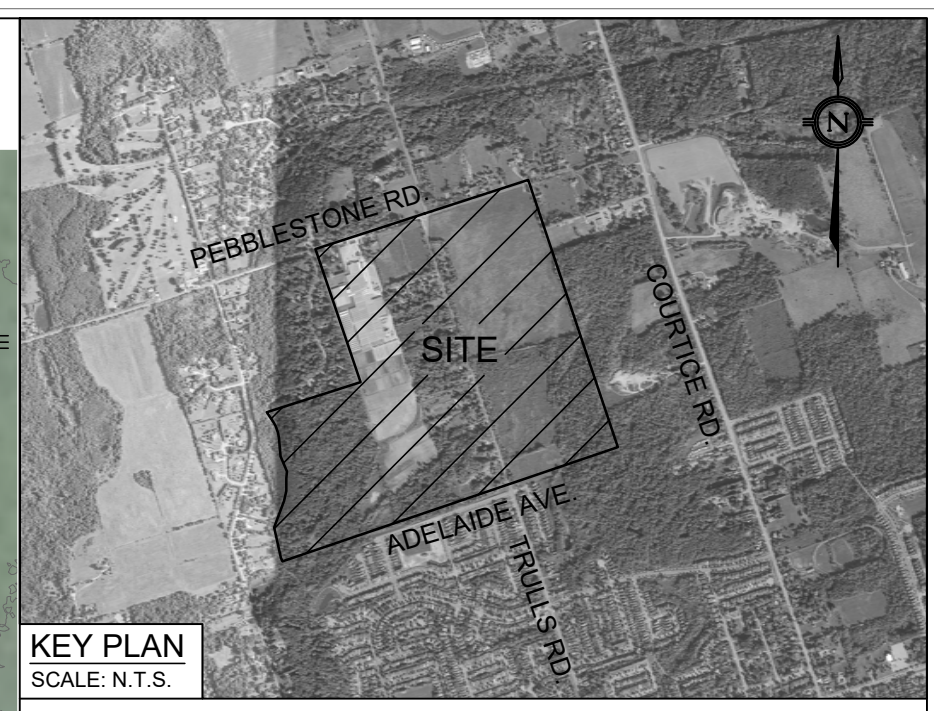 N
PEBBLESTONE RD.
COURTICE RD.
SITE
E
ADELAIDE AVE.
TRULLS RD.
KEY PLAN
SCALE: N.T.S.